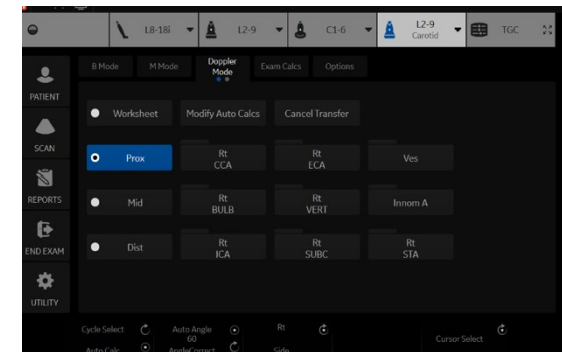 L8-18i
L2-9
C1-6
L2-9
Carotid
TGC
B Mode
M Mode
Doppler
Mode
Exam Calcs
Options
PATIENT
SCAN
REPORTS
END EXAM
UTILITY
Worksheet
Modify Auto Calcs
Cancel Transfer
Prox
Rt
CCA
Rt
ECA
Ves
Mid
Rt
BULB
Rt
VERT
Innom A
Dist
Rt
ICA
Rt
SUBC
Rt
STA
Cycle Select
Auto Angle
60
Rt
Cursor Select
Auto Calc
AngleCorrect
Side